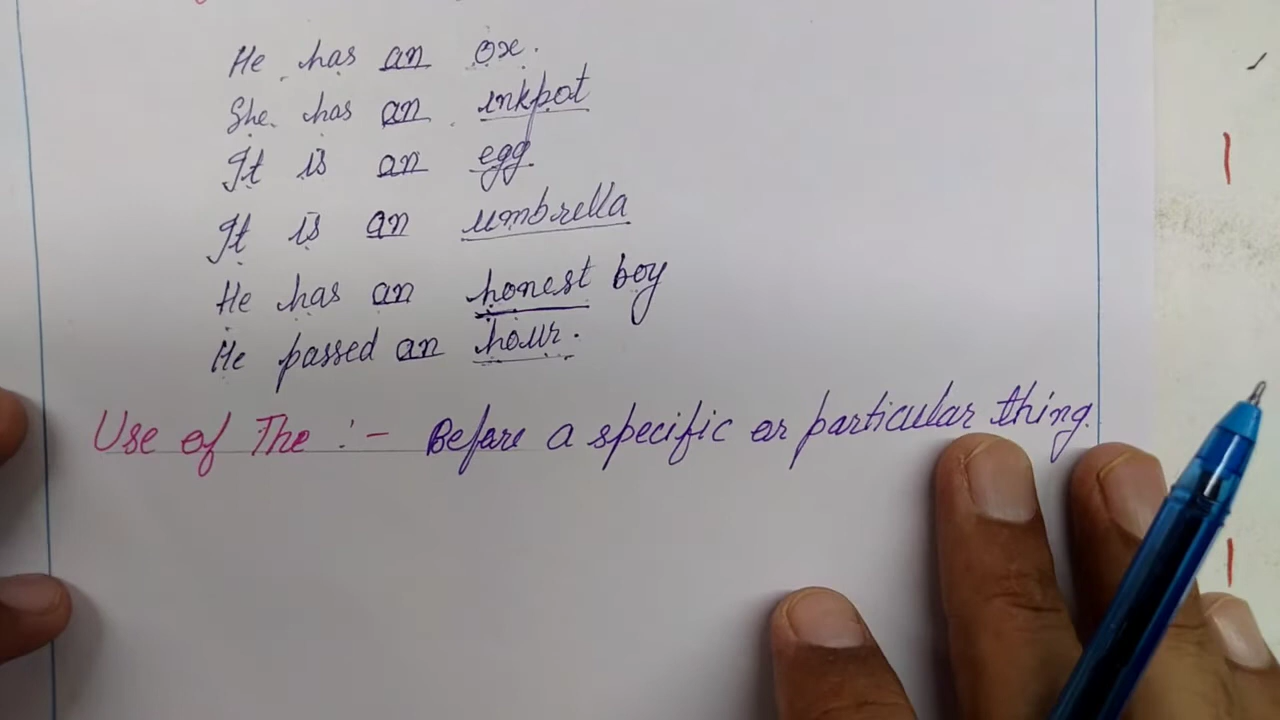 He has an ox.
She has an inkpot
It is an egg.
It is an umbrella
He has an honest boy
He passed an hour.
Use of The :- Before a specific or particular thing.